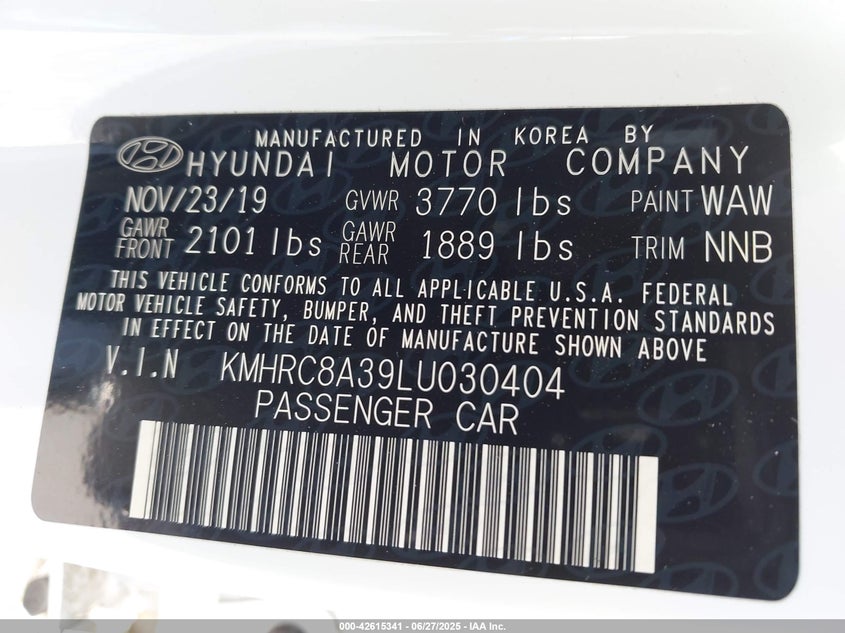 MANUFACTURED IN KOREA BY
HYUNDAI MOTOR COMPANY
NOV/23/19 GVWR 3770 lbs PAINT WAW
GAWR FRONT 2101 lbs GAWR REAR 1889 lbs TRIM NNB
THIS VEHICLE CONFORMS TO ALL APPLICABLE U.S.A. FEDERAL
MOTOR VEHICLE SAFETY, BUMPER, AND THEFT PREVENTION STANDARDS
IN EFFECT ON THE DATE OF MANUFACTURE SHOWN ABOVE
V.I.N KMHRC8A39LU030404
PASSENGER CAR
000-42615341 | 06/27/2025 - IAA Inc.